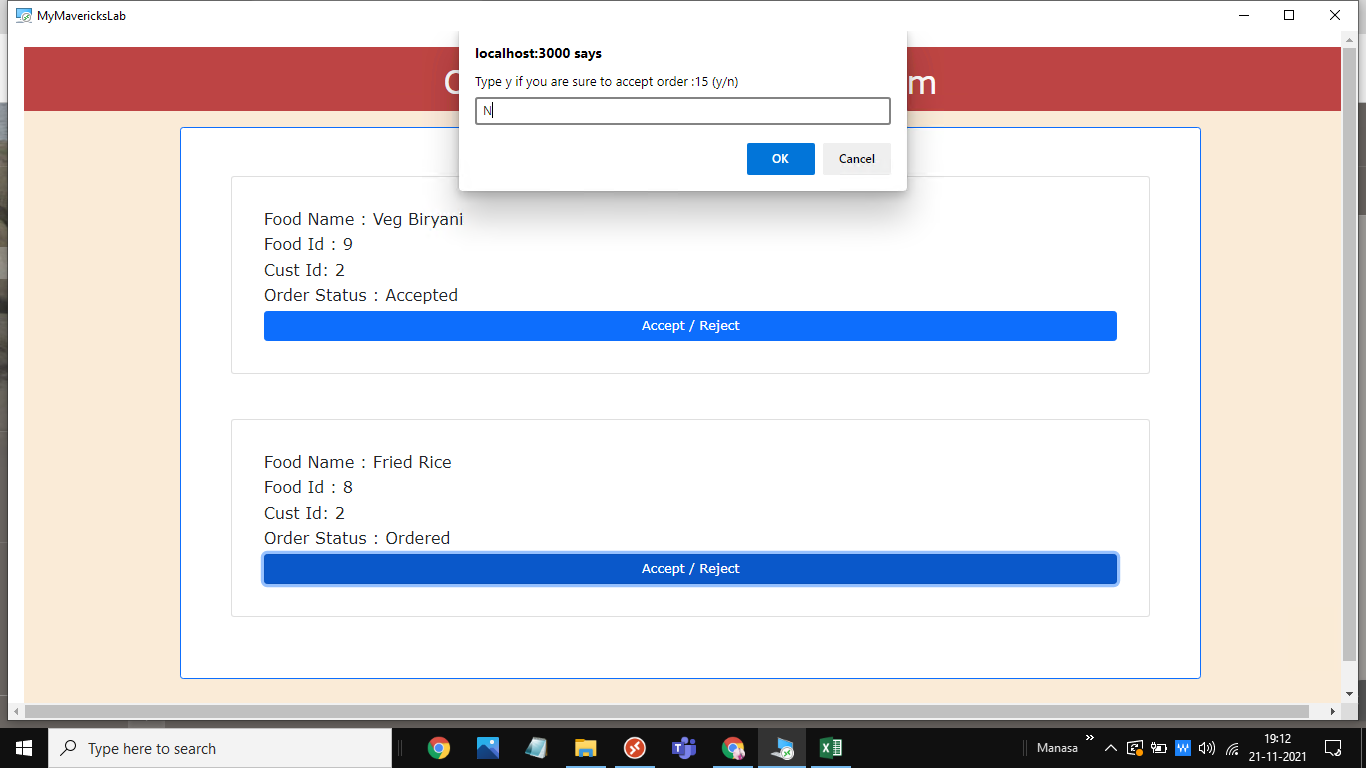 MyMavericksLab
localhost:3000 says
Type y if you are sure to accept order :15 (y/n)
N
OK
Cancel
Food Name : Veg Biryani
Food Id : 9
Cust Id: 2
Order Status : Accepted
Accept / Reject
Food Name : Fried Rice
Food Id : 8
Cust Id: 2
Order Status : Ordered
Accept / Reject
Type here to search
Manasa
19:12
21-11-2021